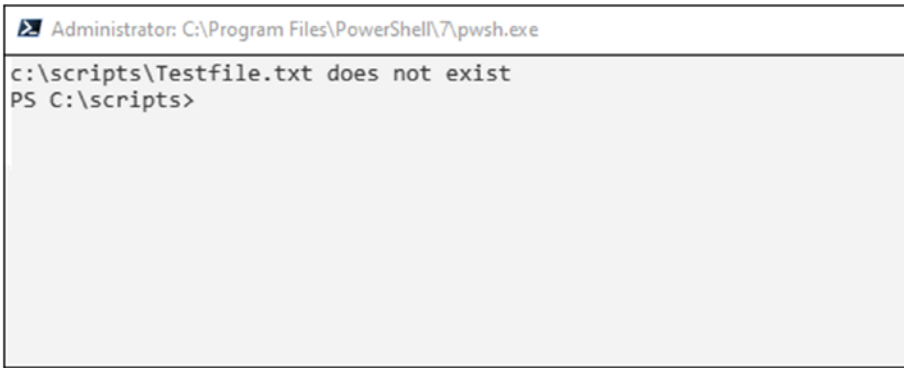 Administrator: C:\Program Files\PowerShell\7\pwsh.exe
c:\scripts\Testfile.txt does not exist
PS C:\scripts>